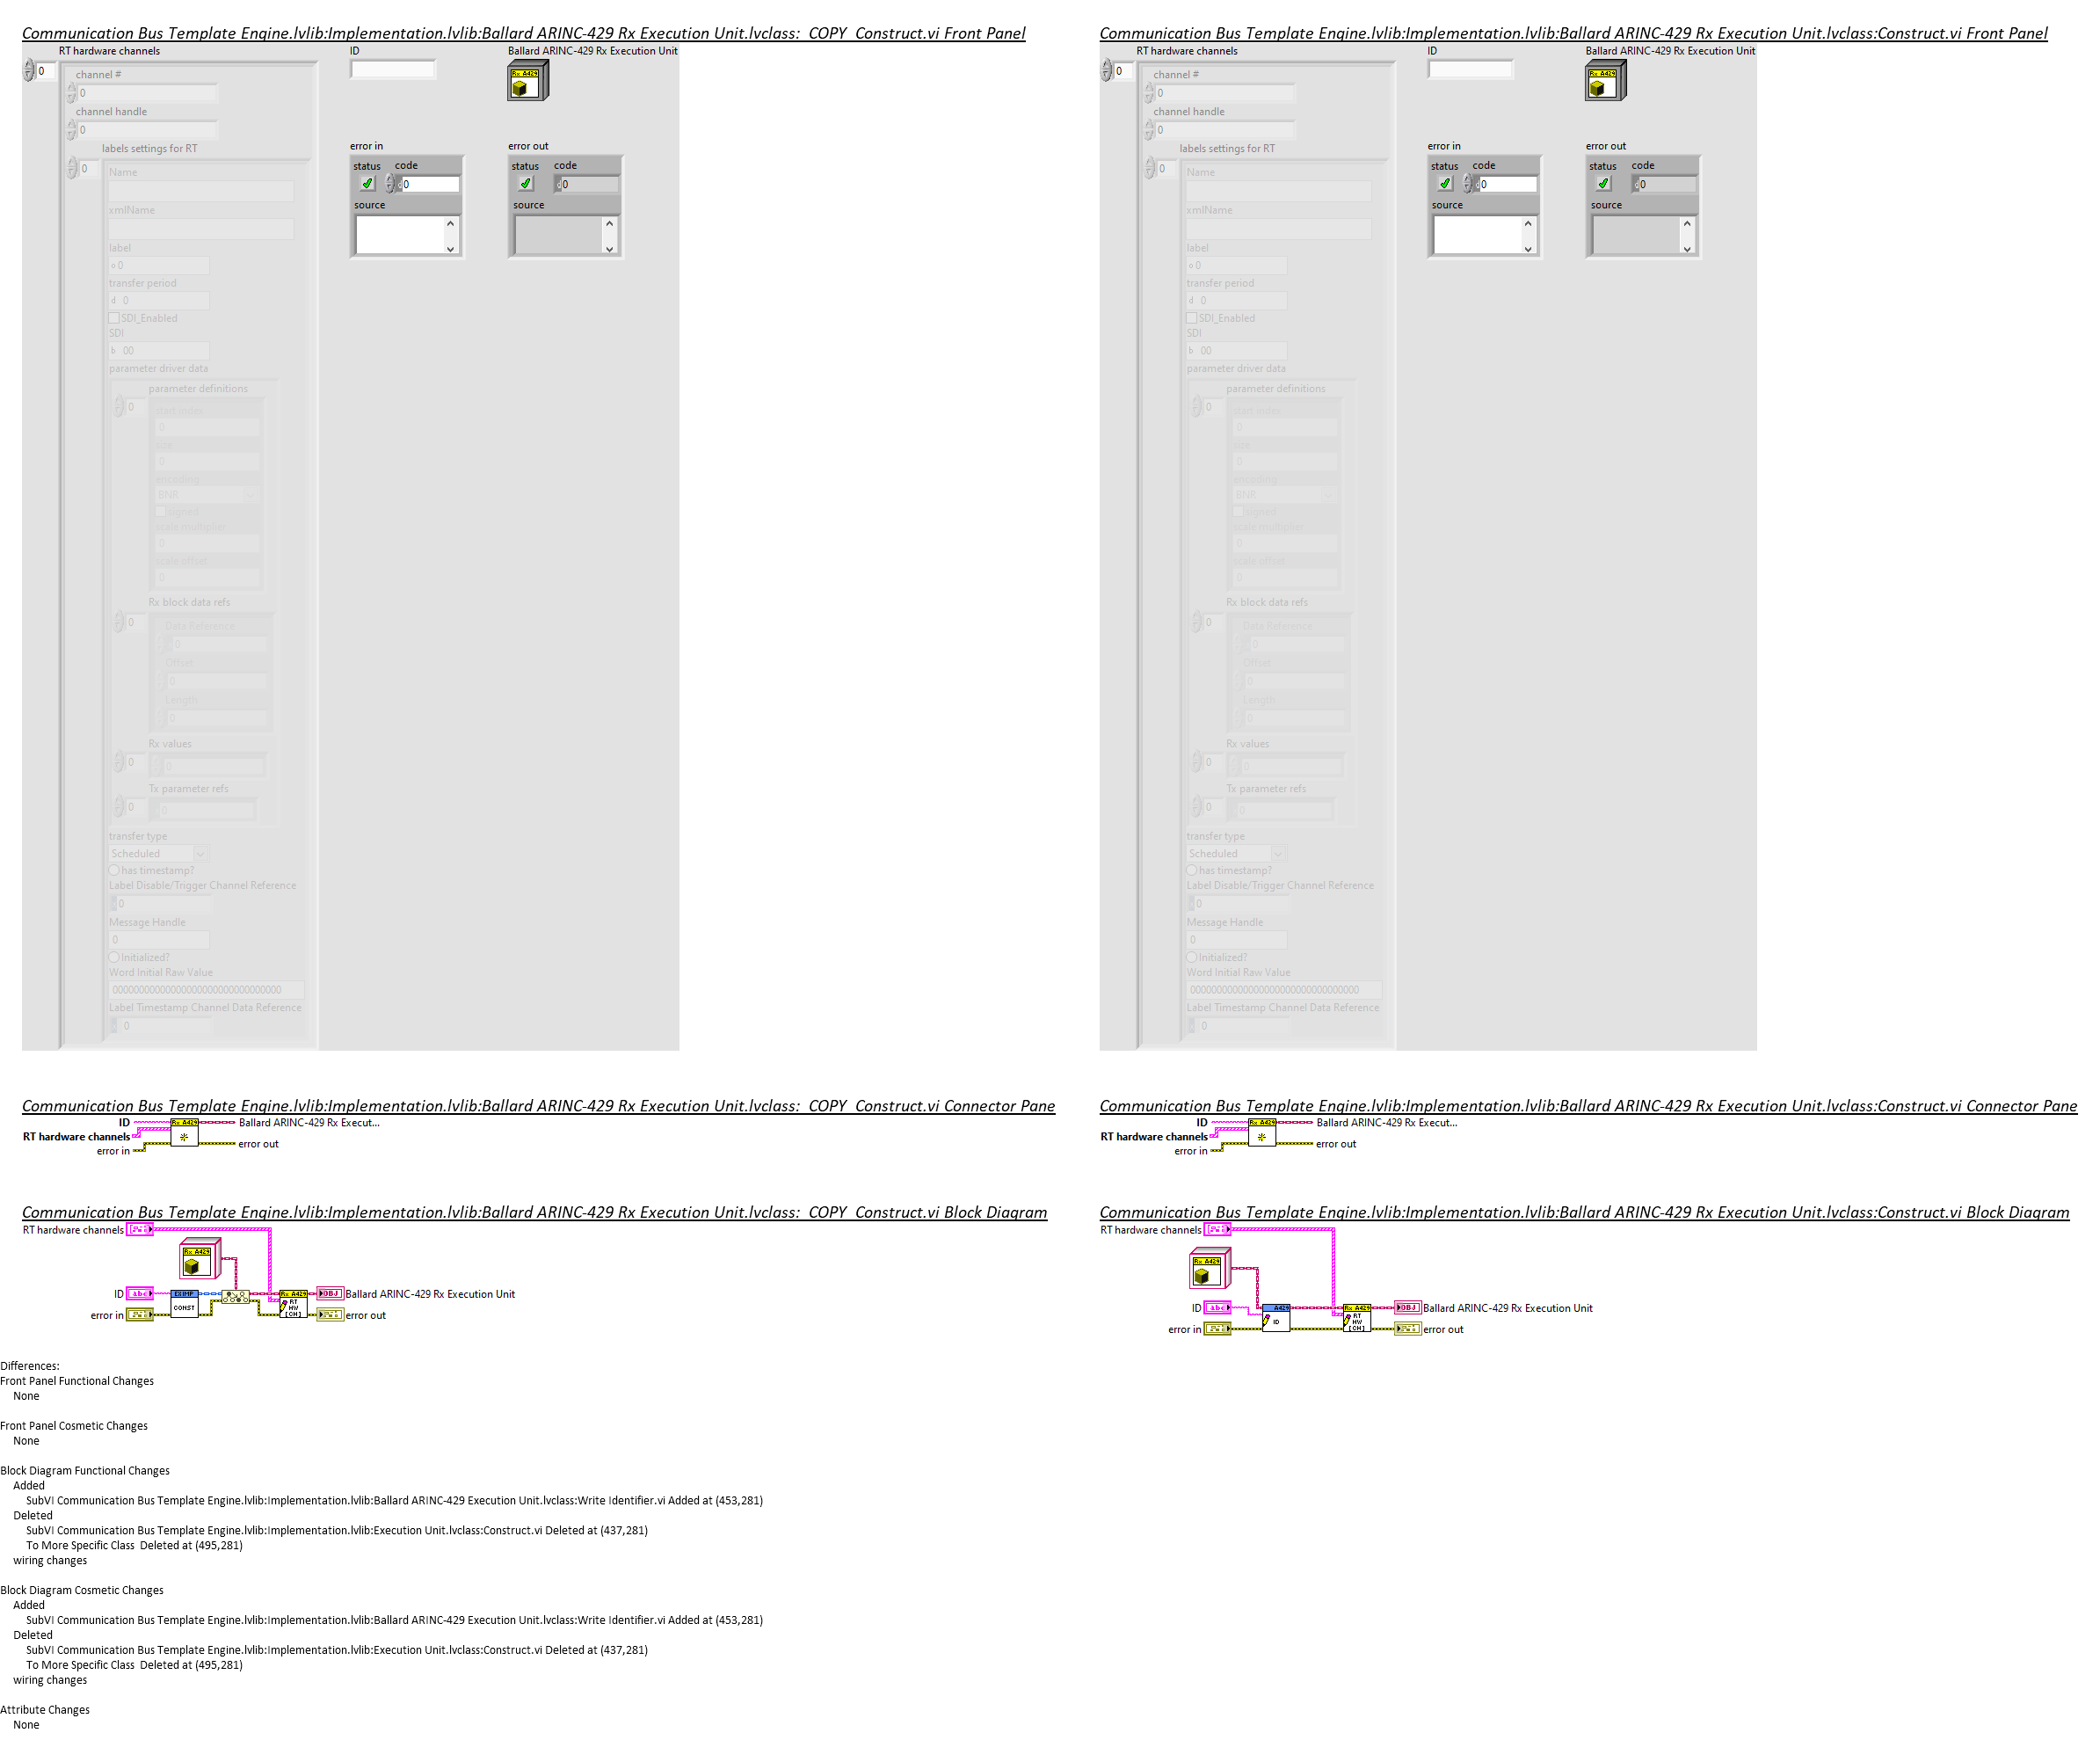 Communication Bus Template Engine.lvlib:Implementation.lvlib:Ballard ARINC-429 Rx Execution Unit.lvclass:_COPY_Construct.vi Front Panel
RT hardware channels
ID
Ballard ARINC-429 Rx Execution Unit
0
channel #
0
channel handle
0
Rx A429
labels settings for RT
0
error in
status
code
0
source
error out
status
code
0
source
Name
xmlName
label
0
transfer period
d 0
SDI_Enabled
SDI
b 00
parameter driver data
parameter definitions
0
start index
0
size
0
encoding
BNR
signed
scale multiplier
0
scale offset
0
Rx block data refs
0
Data Reference
0
Offset
0
Length
0
Rx values
0
0
Tx parameter refs
0
0
transfer type
Scheduled
has timestamp?
Label Disable/Trigger Channel Reference
0
Message Handle
0
Initialized?
Word Initial Raw Value
Label Timestamp Channel Data Reference
0
Communication Bus Template Engine.lvlib:Implementation.lvlib:Ballard ARINC-429 Rx Execution Unit.lvclass:Construct.vi Front Panel
RT hardware channels
ID
Ballard ARINC-429 Rx Execution Unit
0
channel #
0
channel handle
0
Rx A429
labels settings for RT
0
error in
status
code
0
source
error out
status
code
0
source
Name
xmlName
label
0
transfer period
d 0
SDI_Enabled
SDI
b 00
parameter driver data
parameter definitions
0
start index
0
size
0
encoding
BNR
signed
scale multiplier
0
scale offset
0
Rx block data refs
0
Data Reference
0
Offset
0
Length
0
Rx values
0
0
Tx parameter refs
0
0
transfer type
Scheduled
has timestamp?
Label Disable/Trigger Channel Reference
0
Message Handle
0
Initialized?
Word Initial Raw Value
Label Timestamp Channel Data Reference
0
Communication Bus Template Engine.lvlib:Implementation.lvlib:Ballard ARINC-429 Rx Execution Unit.lvclass:_COPY_Construct.vi Connector Pane
ID
Rx A429
Ballard ARINC-429 Rx Execut...
RT hardware channels
error in
error out
Communication Bus Template Engine.lvlib:Implementation.lvlib:Ballard ARINC-429 Rx Execution Unit.lvclass:Construct.vi Connector Pane
ID
Rx A429
Ballard ARINC-429 Rx Execut...
RT hardware channels
error in
error out
Communication Bus Template Engine.lvlib:Implementation.lvlib:Ballard ARINC-429 Rx Execution Unit.lvclass:_COPY_Construct.vi Block Diagram
RT hardware channels
Rx A429
ID
abc
EXIMP
CONST
Rx A429
RT
HW
[CH]
OBJ
Ballard ARINC-429 Rx Execution Unit
error in
error out
Communication Bus Template Engine.lvlib:Implementation.lvlib:Ballard ARINC-429 Rx Execution Unit.lvclass:Construct.vi Block Diagram
RT hardware channels
Rx A429
ID
abc
A429
ID
Rx A429
RT
HW
[CH]
OBJ
Ballard ARINC-429 Rx Execution Unit
error in
error out
Differences:
Front Panel Functional Changes
None
Front Panel Cosmetic Changes
None
Block Diagram Functional Changes
Added
SubVI Communication Bus Template Engine.lvlib:Implementation.lvlib:Ballard ARINC-429 Execution Unit.lvclass:Write Identifier.vi Added at (453,281)
Deleted
SubVI Communication Bus Template Engine.lvlib:Implementation.lvlib:Execution Unit.lvclass:Construct.vi Deleted at (437,281)
To More Specific Class  Deleted at (495,281)
wiring changes
Block Diagram Cosmetic Changes
Added
SubVI Communication Bus Template Engine.lvlib:Implementation.lvlib:Ballard ARINC-429 Execution Unit.lvclass:Write Identifier.vi Added at (453,281)
Deleted
SubVI Communication Bus Template Engine.lvlib:Implementation.lvlib:Execution Unit.lvclass:Construct.vi Deleted at (437,281)
To More Specific Class  Deleted at (495,281)
wiring changes
Attribute Changes
None